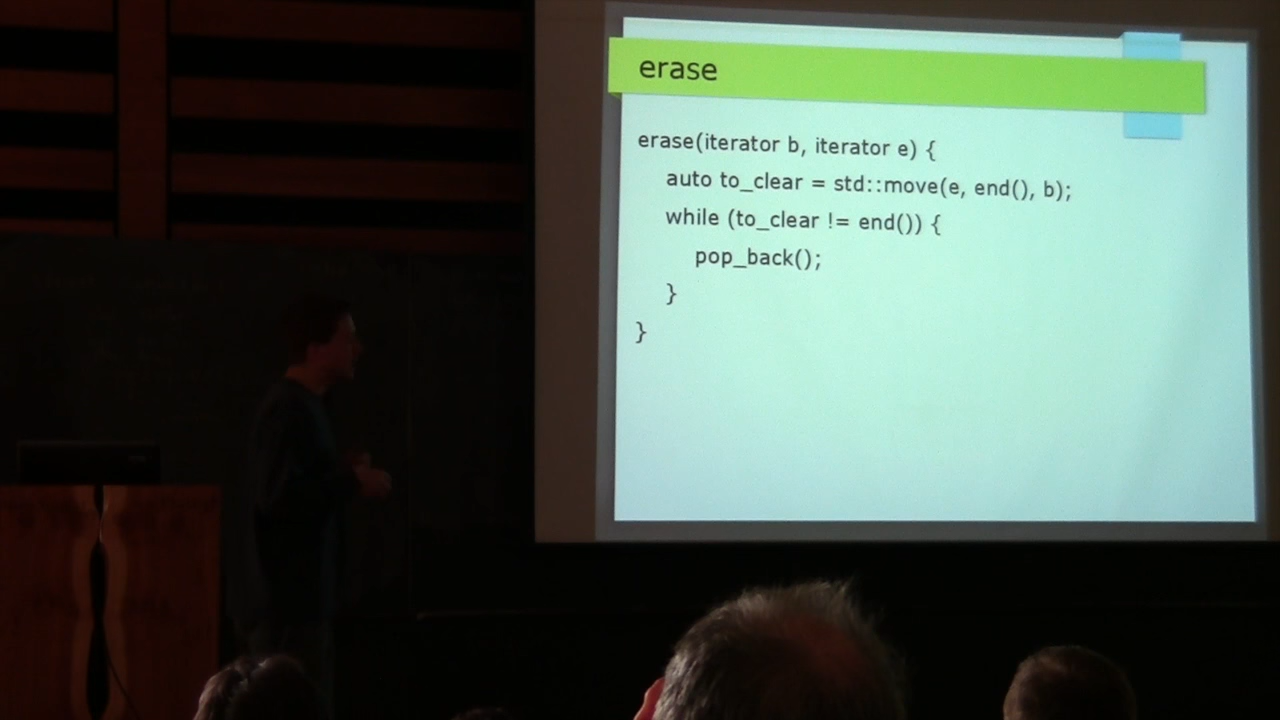 erase
erase(iterator b, iterator e) {
auto to_clear = std::move(e, end(), b);
while (to_clear != end()) {
pop_back();
}
}